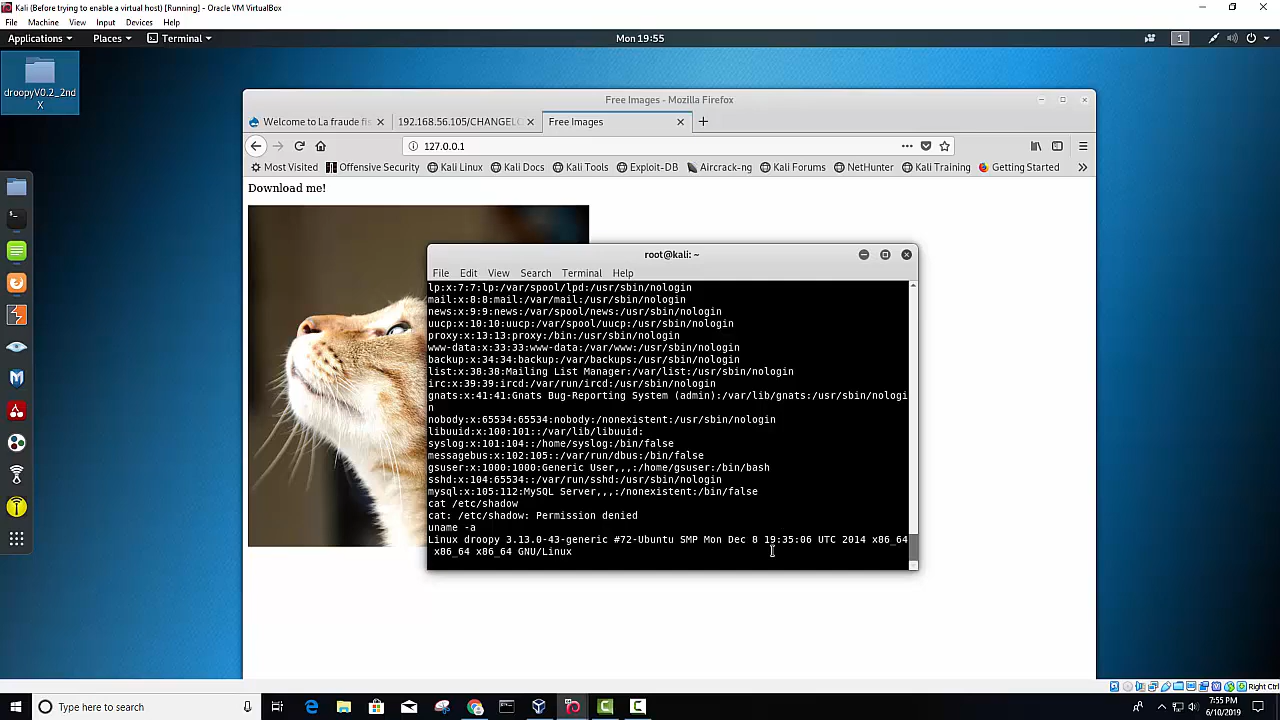 Kali (Before trying to enable a virtual host) [Running] - Oracle VM VirtualBox
File Machine View Input Devices Help
Applications Places Terminal Mon 19:55 1
droopyV0.2_2nd
X
Free Images - Mozilla Firefox
Welcome to La fraude fis 192.168.56.105/CHANGEL Free Images
127.0.0.1
Most Visited Offensive Security Kali Linux Kali Docs Kali Tools Exploit-DB Aircrack-ng Kali Forums NetHunter Kali Training Getting Started
Download me!
root@kali: ~
File Edit View Search Terminal Help
lp:x:7:7:lp:/var/spool/lpd:/usr/sbin/nologin
mail:x:8:8:mail:/var/mail:/usr/sbin/nologin
news:x:9:9:news:/var/spool/news:/usr/sbin/nologin
uucp:x:10:10:uucp:/var/spool/uucp:/usr/sbin/nologin
proxy:x:13:13:proxy:/bin:/usr/sbin/nologin
www-data:x:33:33:www-data:/var/www:/usr/sbin/nologin
backup:x:34:34:backup:/var/backups:/usr/sbin/nologin
list:x:38:38:Mailing List Manager:/var/list:/usr/sbin/nologin
irc:x:39:39:ircd:/var/run/ircd:/usr/sbin/nologin
gnats:x:41:41:Gnats Bug-Reporting System (admin):/var/lib/gnats:/usr/sbin/nologi
n
nobody:x:65534:65534:nobody:/nonexistent:/usr/sbin/nologin
libuuid:x:100:101::/var/lib/libuuid:
syslog:x:101:104::/home/syslog:/bin/false
messagebus:x:102:105::/var/run/dbus:/bin/false
gsuser:x:1000:1000:Generic User,,,:/home/gsuser:/bin/bash
sshd:x:104:65534::/var/run/sshd:/usr/sbin/nologin
mysql:x:105:112:MySQL Server,,,:/nonexistent:/bin/false
cat /etc/shadow
cat: /etc/shadow: Permission denied
uname -a
Linux droopy 3.13.0-43-generic #72-Ubuntu SMP Mon Dec 8 19:35:06 UTC 2014 x86_64
x86_64 x86_64 GNU/Linux
Right Ctrl
Type here to search
7:55 PM
6/10/2019